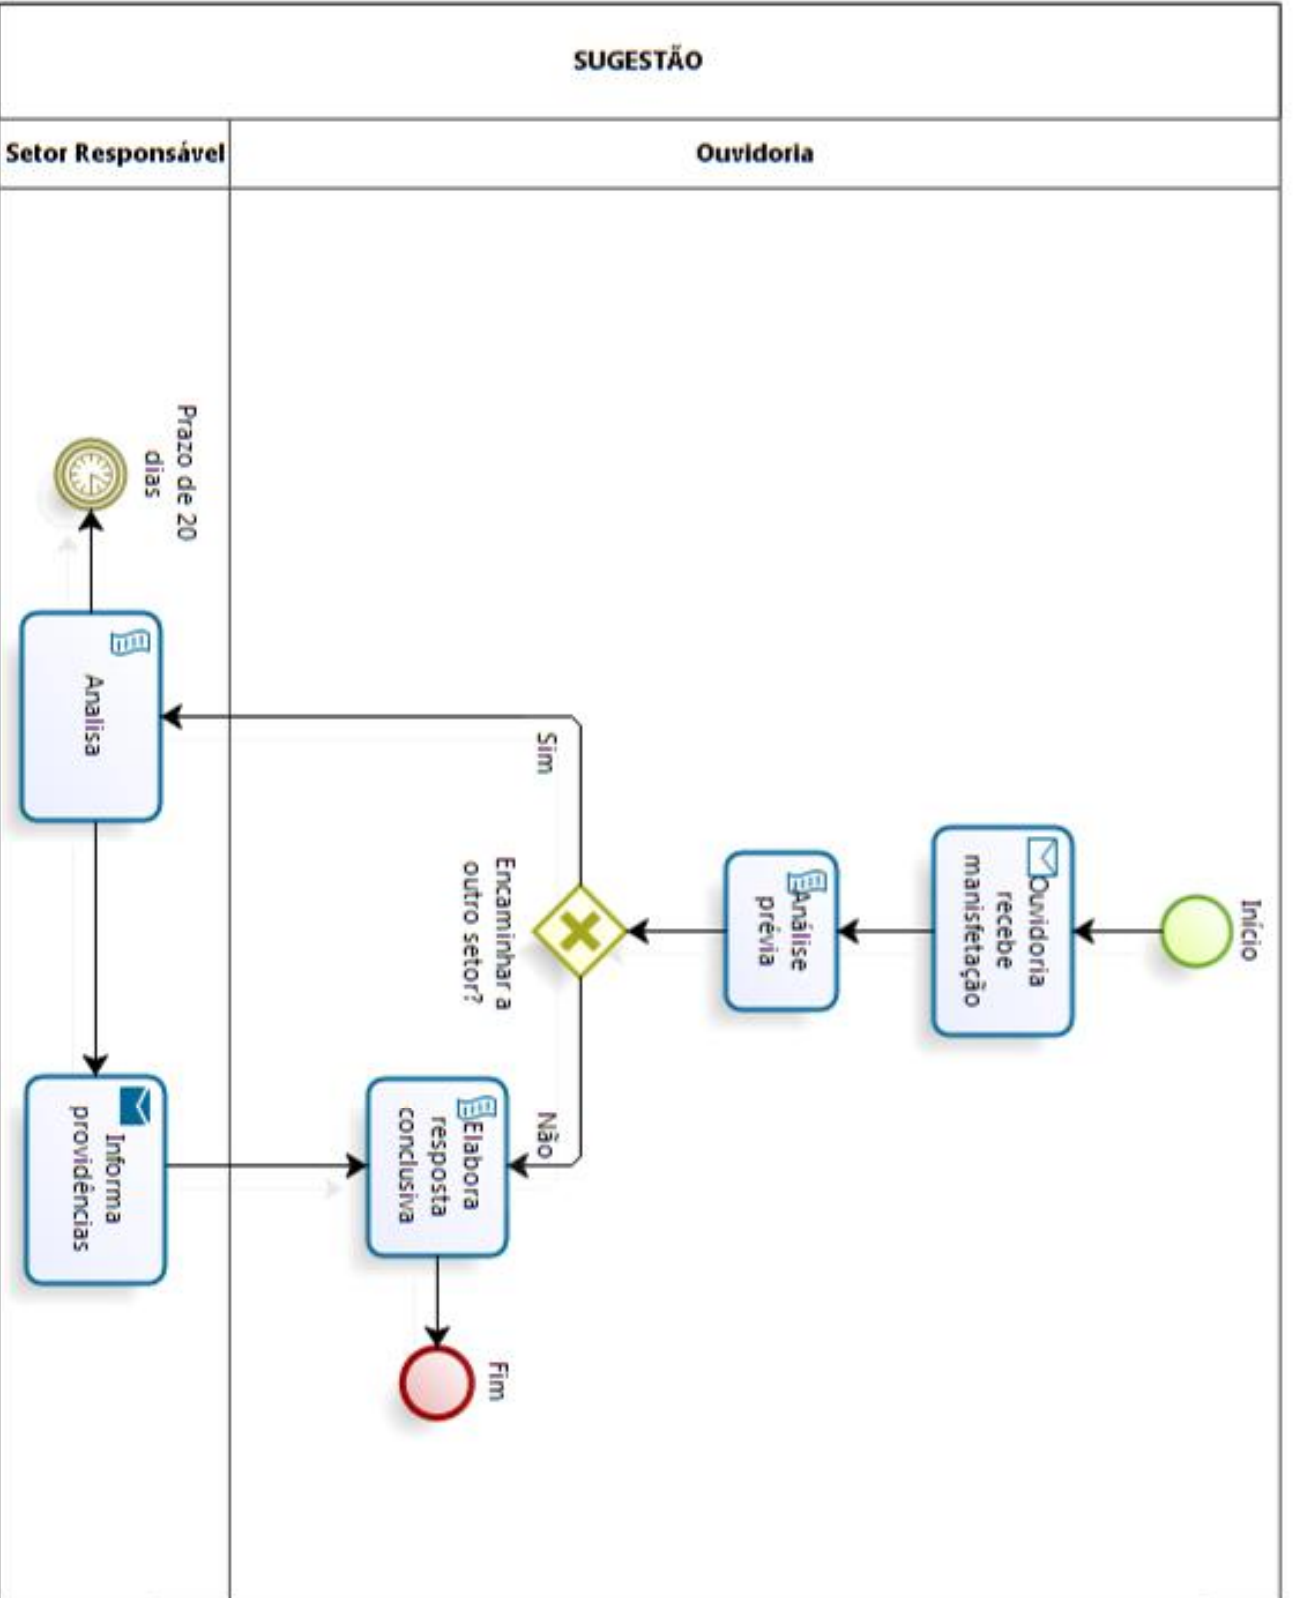 SUGESTÃO
Setor Responsável
Ouvidoria
Início
Ouvidoria
recebe
manisfetação
Análise
prévia
Encaminhar a
outro setor?
Sim
Não
Prazo de 20
dias
Analisa
Informa
providências
Elabora
resposta
conclusiva
Fim